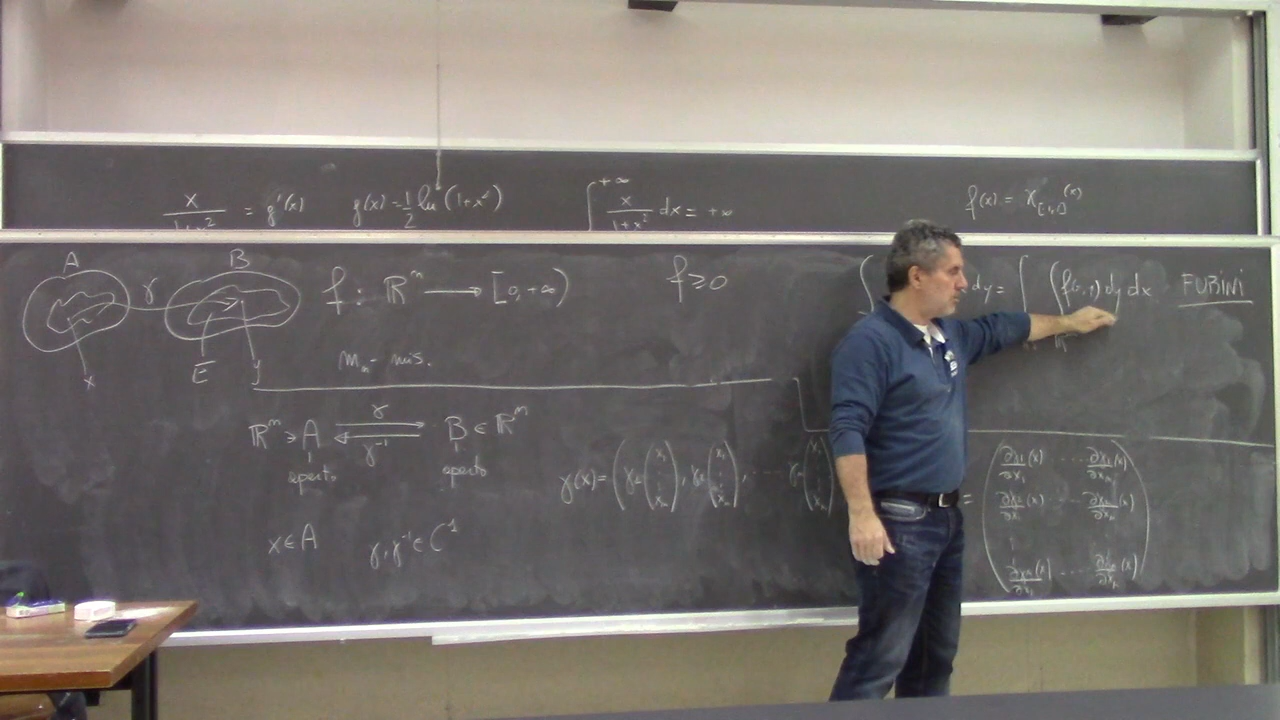 x/(1+x²) = g'(x)   g(x) = 1/2 ln(1+x²)   ∫^{+∞} x/(1+x²) dx = +∞   f(x) = χ (x)
A   γ   B   f : ℝⁿ → [0,+∞)   f ≥ 0   dy = ∫ (f(x,y) dy dx   FUBINI
x   E   y   mₙ - mis.
ℝⁿ ∋ A   γ   γ⁻¹   B ∈ ℝⁿ
aperto   aperto
γ(x) = (γ₁(x₁ ⋮ xₙ), γ₂(x₁ ⋮ xₙ), ... γₙ(x₁ ⋮ xₙ)   =   ∂γ₁/∂x₁ (x) ... ∂γ₁/∂xₙ (x)
∂γ₂/∂x₁ (x) ... ∂γ₂/∂xₙ (x)
x ∈ A   γ, γ⁻¹ ∈ C¹
∂γₙ/∂x₁ (x) ... ∂γₙ/∂xₙ (x)